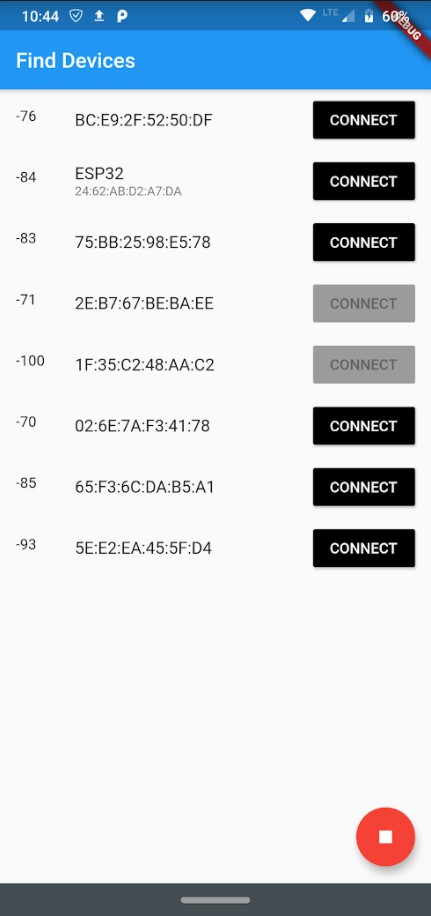 10:44
LTE
60%
DEBUG
Find Devices
-76 BC:E9:2F:52:50:DF CONNECT
-84 ESP32 CONNECT
24:62:AB:D2:A7:DA
-83 75:BB:25:98:E5:78 CONNECT
-71 2E:B7:67:BE:BA:EE CONNECT
-100 1F:35:C2:48:AA:C2 CONNECT
-70 02:6E:7A:F3:41:78 CONNECT
-85 65:F3:6C:DA:B5:A1 CONNECT
-93 5E:E2:EA:45:5F:D4 CONNECT